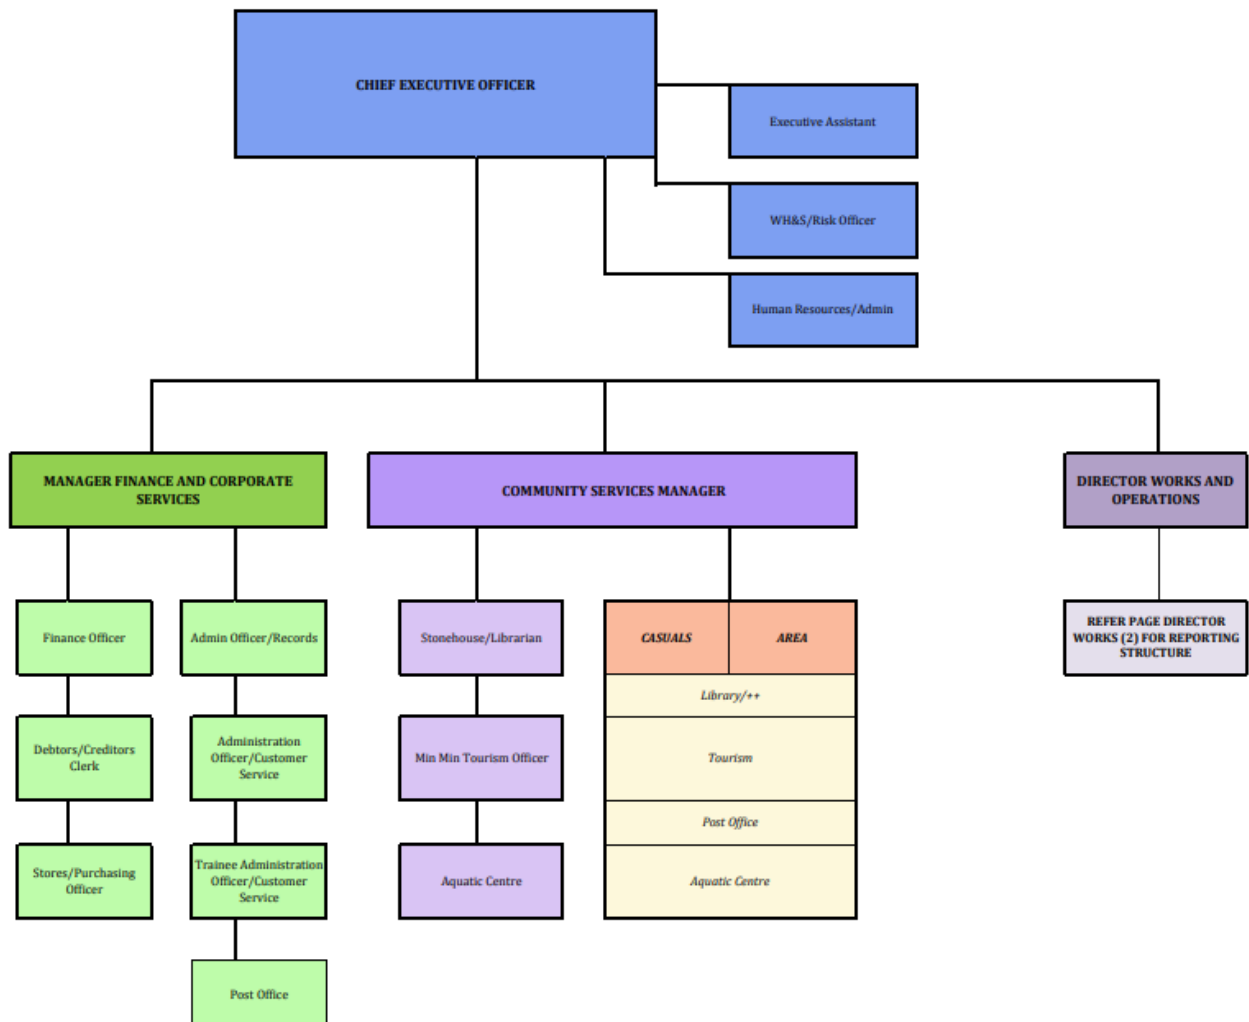 CHIEF EXECUTIVE OFFICER
Executive Assistant
WH&S/Risk Officer
Human Resources/Admin
MANAGER FINANCE AND CORPORATE
SERVICES
COMMUNITY SERVICES MANAGER
DIRECTOR WORKS AND
OPERATIONS
Finance Officer
Admin Officer/Records
Stonehouse/Librarian
CASUALS
AREA
REFER PAGE DIRECTOR
WORKS (2) FOR REPORTING
STRUCTURE
Library/++
Debtors/Creditors
Clerk
Administration
Officer/Customer
Service
Min Min Tourism Officer
Tourism
Post Office
Stores/Purchasing
Officer
Trainee Administration
Officer/Customer
Service
Aquatic Centre
Aquatic Centre
Post Office